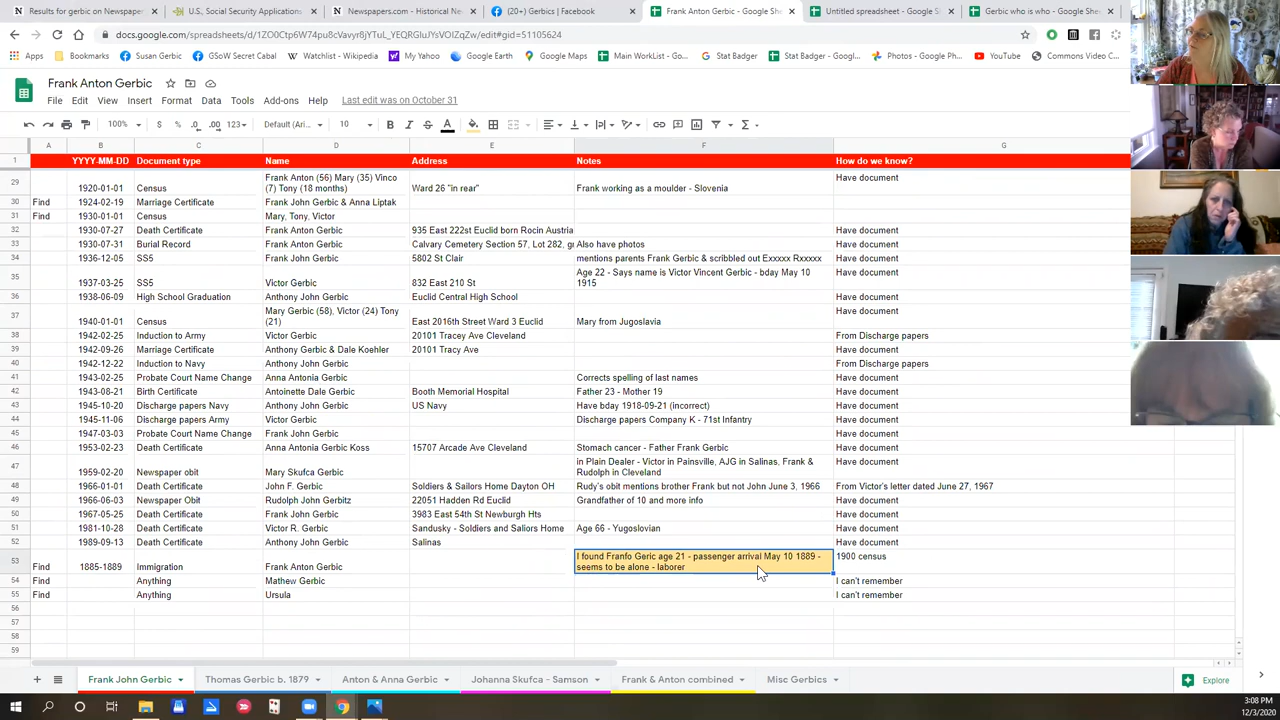 Results for gerbic on Newspaper
U.S., Social Security Applications
Newspapers.com - Historical Ne
(20+) Gerbics | Facebook
Frank Anton Gerbic - Google She
Untitled spreadsheet - Google S
Gerbic who is who - Google Shee
docs.google.com/spreadsheets/d/1ZO0Ctp6W74pu8cVavyr8jYTuL_YEQRGIuIYvOIZqZw/edit#gid=51105624
Apps
Bookmarks
Susan Gerbic
GSoW Secret Cabal
Watchlist - Wikipedia
My Yahoo
Google Earth
Google Maps
Main WorkList - Go...
Stat Badger
Stat Badger - Googl...
Photos - Google Ph...
YouTube
Commons Category...
Frank Anton Gerbic
File Edit View Insert Format Data Tools Add-ons Help Last edit was on October 31
100% $ % .0 .00 123 Default (Ari... 10 B I S A
A B C D E F G
1 YYYY-MM-DD Document type Name Address Notes How do we know?
Frank Anton (56) Mary (35) Vinco Have document
29 1920-01-01 Census (7) Tony (18 months) Ward 26 "in rear" Frank working as a moulder - Slovenia
30 Find 1924-02-19 Marriage Certificate Frank John Gerbic & Anna Liptak
31 Find 1930-01-01 Census Mary, Tony, Victor
32 1930-07-27 Death Certificate Frank Anton Gerbic 935 East 222st Euclid born Rocin Austria Have document
33 1930-07-31 Burial Record Frank Anton Gerbic Calvary Cemetery Section 57, Lot 282, g Also have photos Have document
34 1936-12-05 SS5 Frank John Gerbic 5802 St Clair mentions parents Frank Gerbic & scribbled out Exxxxx Rxxxxx Have document
Age 22 - Says name is Victor Vincent Gerbic - bday May 10 Have document
35 1937-03-25 SS5 Victor Gerbic 832 East 210 St 1915
36 1938-06-09 High School Graduation Anthony John Gerbic Euclid Central High School Have document
Mary Gerbic (58), Victor (24) Tony Have document
37 1940-01-01 Census (21) East 2016th Street Ward 3 Euclid Mary from Jugoslavia
38 1942-02-25 Induction to Army Victor Gerbic 20101 Tracey Ave Cleveland From Discharge papers
39 1942-09-26 Marriage Certificate Anthony Gerbic & Dale Koehler 20101 Tracy Ave Have document
40 1942-12-22 Induction to Navy Anthony John Gerbic From Discharge papers
41 1943-02-25 Probate Court Name Change Anna Antonia Gerbic Corrects spelling of last names Have document
42 1943-08-21 Birth Certificate Antoinette Dale Gerbic Booth Memorial Hospital Father 23 - Mother 19 Have document
43 1945-10-20 Discharge papers Navy Anthony John Gerbic US Navy Have bday 1918-09-21 (incorrect) Have document
44 1945-11-06 Discharge papers Army Victor Gerbic Discharge papers Company K - 71st Infantry Have document
45 1947-03-03 Probate Court Name Change Frank John Gerbic Have document
46 1953-02-23 Death Certificate Anna Antonia Gerbic Koss 15707 Arcade Ave Cleveland Stomach cancer - Father Frank Gerbic Have document
in Plain Dealer - Victor in Painsville, AJG in Salinas, Frank & Have document
47 1959-02-20 Newspaper obit Mary Skufca Gerbic Rudolph in Cleveland
48 1966-01-01 Death Certificate John F. Gerbic Soldiers & Sailors Home Dayton OH Rudy's obit mentions brother Frank but not John June 3, 1966 From Victor's letter dated June 27, 1967
49 1966-06-03 Newspaper Obit Rudolph John Gerbitz 22051 Hadden Rd Euclid Grandfather of 10 and more info Have document
50 1967-05-25 Death Certificate Frank John Gerbic 3983 East 54th St Newburgh Hts Have document
51 1981-10-28 Death Certificate Victor R. Gerbic Sandusky - Soldiers and Saliors Home Age 66 - Yugoslovian Have document
52 1989-09-13 Death Certificate Anthony John Gerbic Salinas Have document
I found Franfo Geric age 21 - passenger arrival May 10 1889 - 1900 census
53 Find 1885-1889 Immigration Frank Anton Gerbic seems to be alone - laborer
54 Find Anything Mathew Gerbic I can't remember
55 Find Anything Ursula I can't remember
56
57
58
59
Frank John Gerbic Thomas Gerbic b. 1879 Anton & Anna Gerbic Johanna Skufca - Samson Frank & Anton combined Misc Gerbics Explore
3:08 PM
12/3/2020